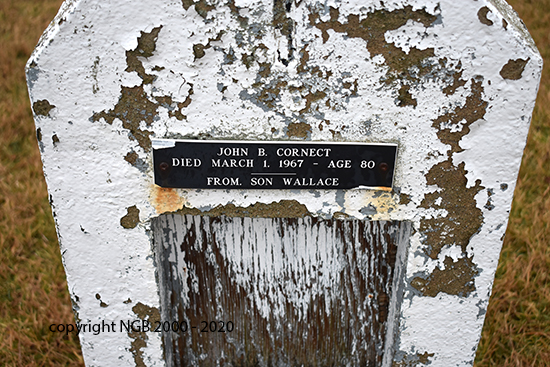 JOHN B. CORNECT
DIED MARCH 1, 1967 - AGE 80
FROM. SON WALLACE
copyright NGB 2000 - 2020